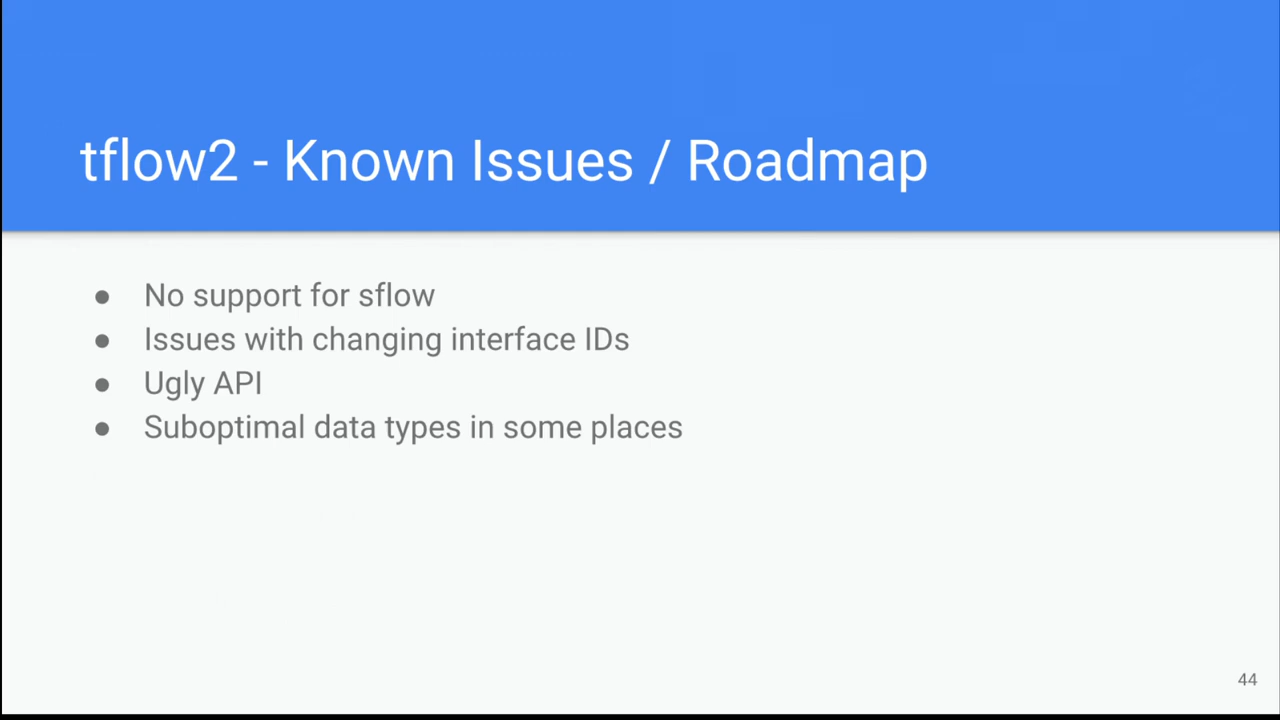 tflow2 - Known Issues / Roadmap
● No support for sflow
● Issues with changing interface IDs
● Ugly API
● Suboptimal data types in some places
44